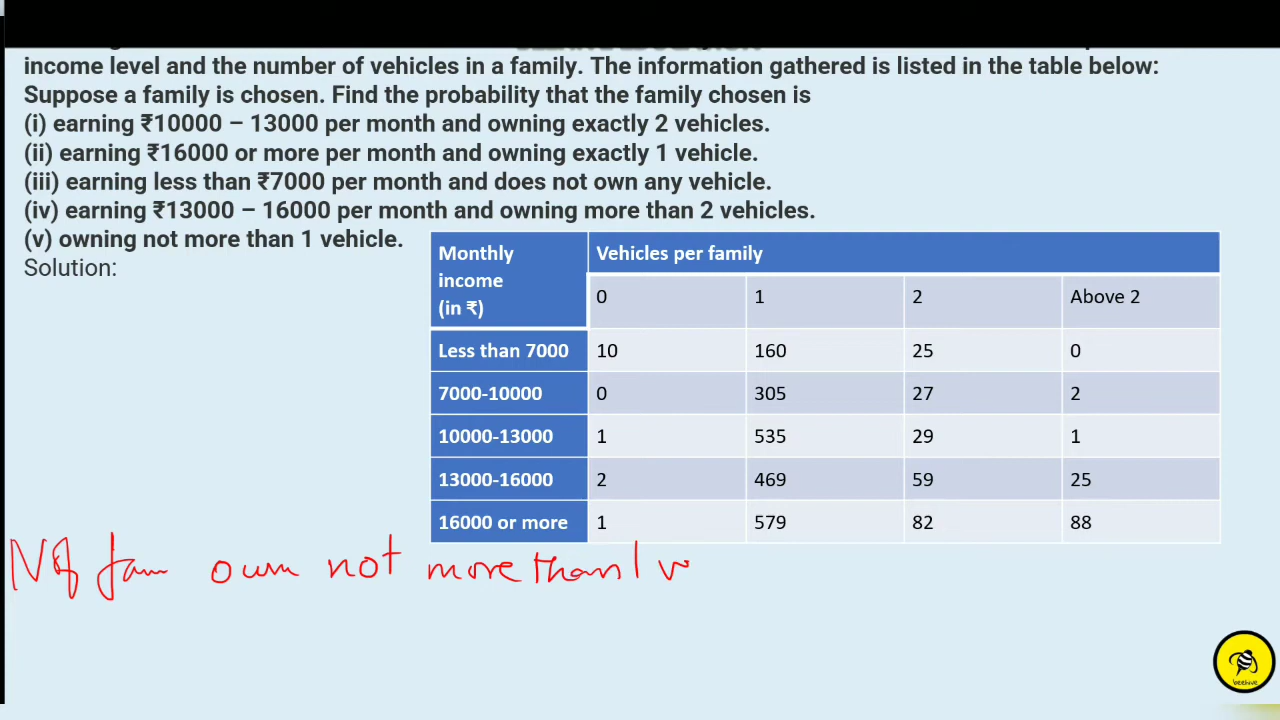 income level and the number of vehicles in a family. The information gathered is listed in the table below:
Suppose a family is chosen. Find the probability that the family chosen is
(i) earning ₹10000 – 13000 per month and owning exactly 2 vehicles.
(ii) earning ₹16000 or more per month and owning exactly 1 vehicle.
(iii) earning less than ₹7000 per month and does not own any vehicle.
(iv) earning ₹13000 – 16000 per month and owning more than 2 vehicles.
(v) owning not more than 1 vehicle.
Solution:
Monthly income (in ₹) Vehicles per family
0 1 2 Above 2
Less than 7000 10 160 25 0
7000-10000 0 305 27 2
10000-13000 1 535 29 1
13000-16000 2 469 59 25
16000 or more 1 579 82 88
fam own not more than 1 v
beehive